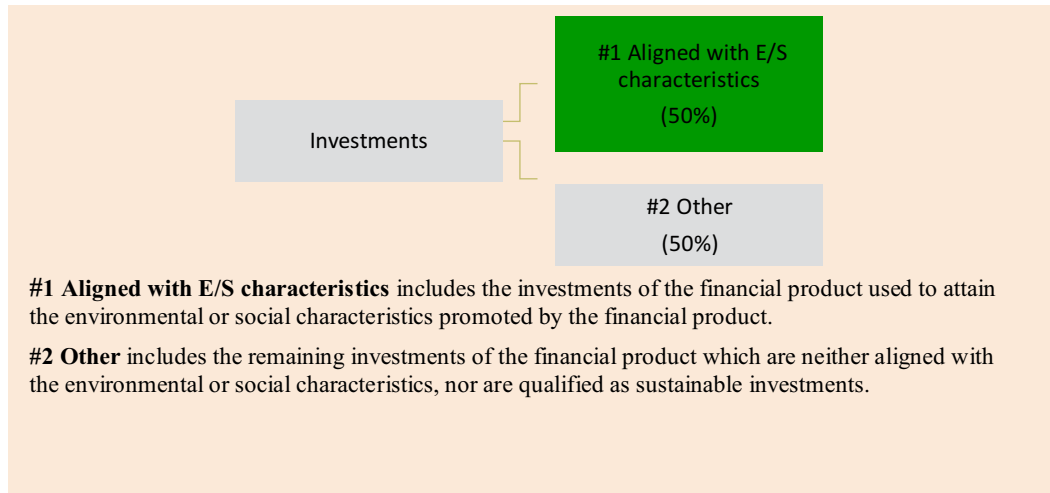 #1 Aligned with E/S
characteristics
(50%)
Investments
#2 Other
(50%)
#1 Aligned with E/S characteristics includes the investments of the financial product used to attain
the environmental or social characteristics promoted by the financial product.
#2 Other includes the remaining investments of the financial product which are neither aligned with
the environmental or social characteristics, nor are qualified as sustainable investments.